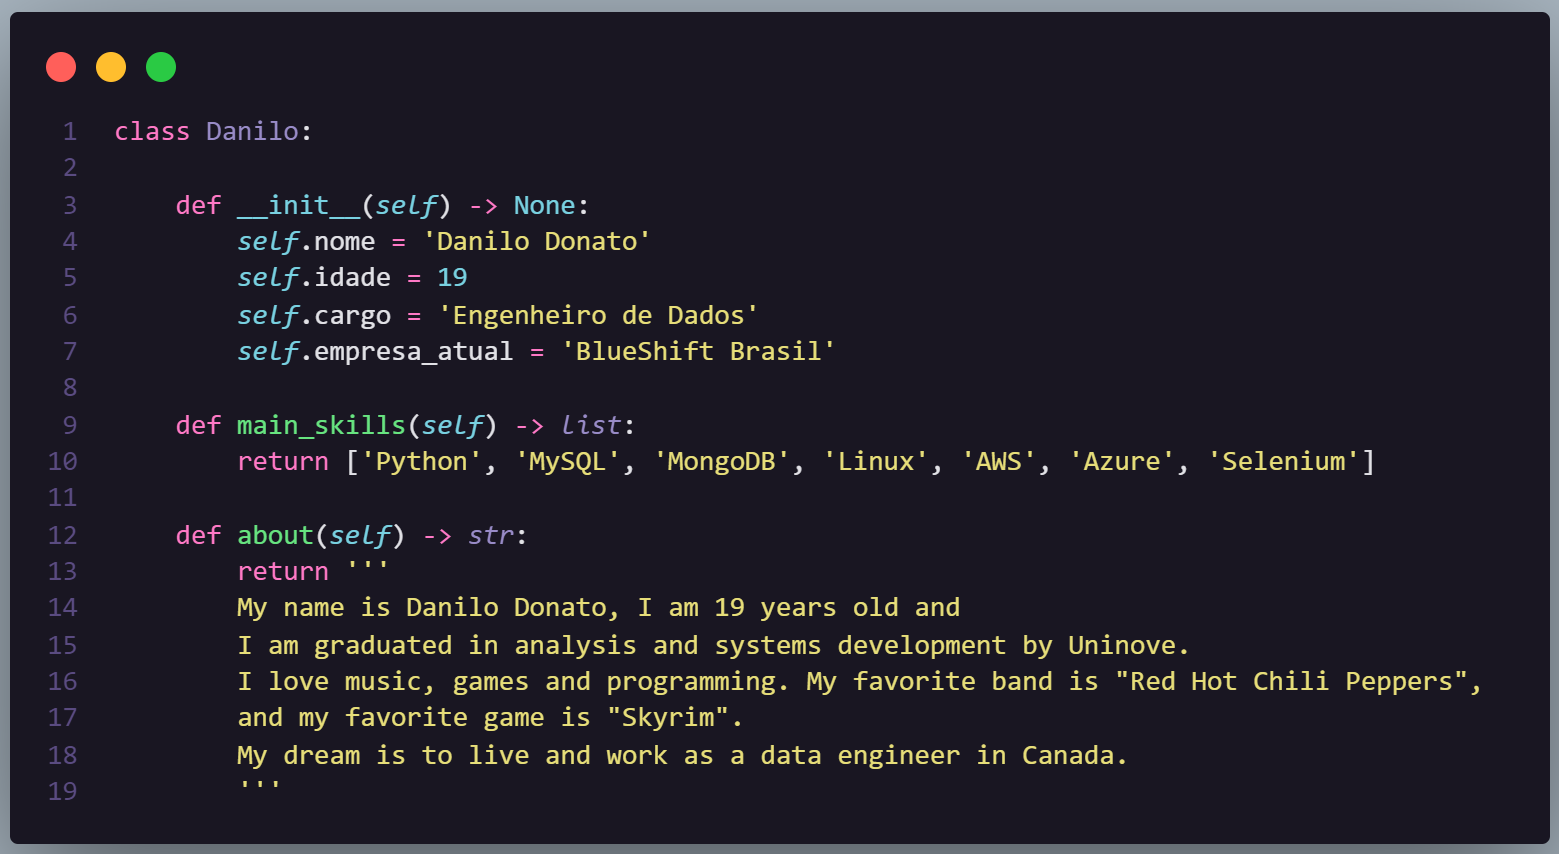 1 class Danilo:
2
3     def __init__(self) -> None:
4         self.nome = 'Danilo Donato'
5         self.idade = 19
6         self.cargo = 'Engenheiro de Dados'
7         self.empresa_atual = 'BlueShift Brasil'
8
9     def main_skills(self) -> list:
10         return ['Python', 'MySQL', 'MongoDB', 'Linux', 'AWS', 'Azure', 'Selenium']
11
12     def about(self) -> str:
13         return '''
14         My name is Danilo Donato, I am 19 years old and
15         I am graduated in analysis and systems development by Uninove.
16         I love music, games and programming. My favorite band is "Red Hot Chili Peppers",
17         and my favorite game is "Skyrim".
18         My dream is to live and work as a data engineer in Canada.
19         '''